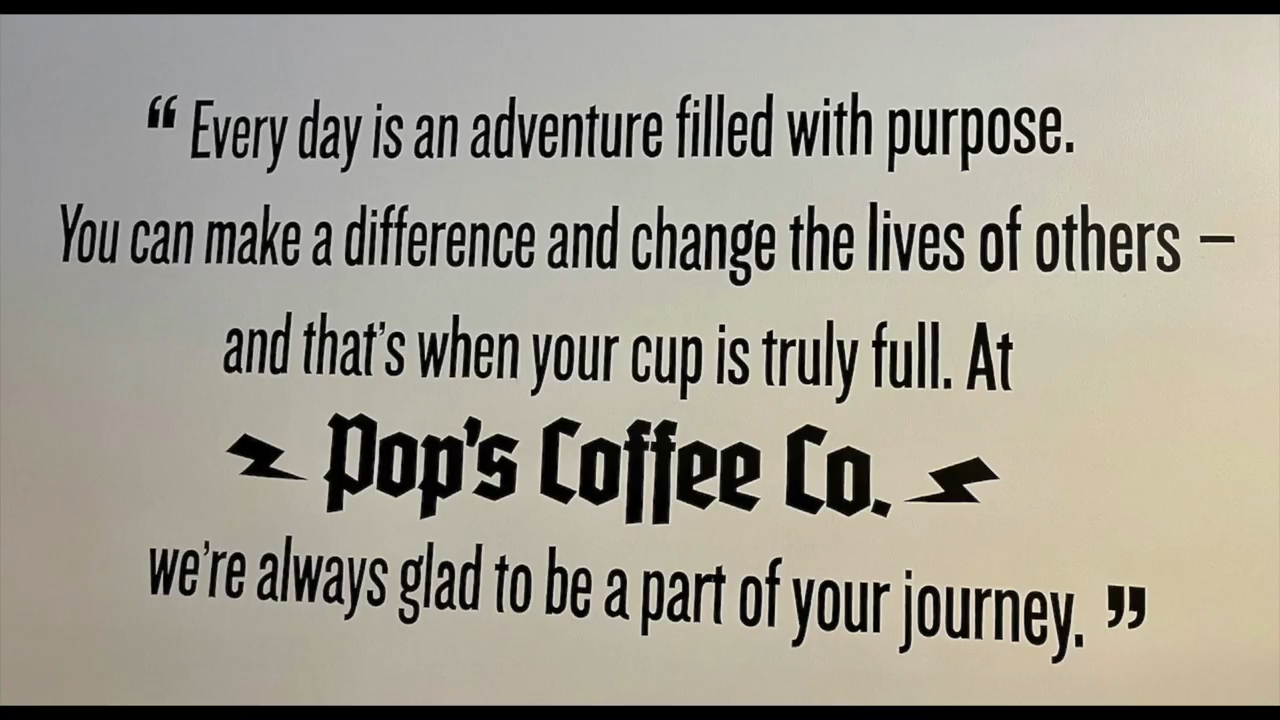 “ Every day is an adventure filled with purpose.
You can make a difference and change the lives of others –
and that’s when your cup is truly full. At
Pop’s Coffee Co.
we’re always glad to be a part of your journey. ”